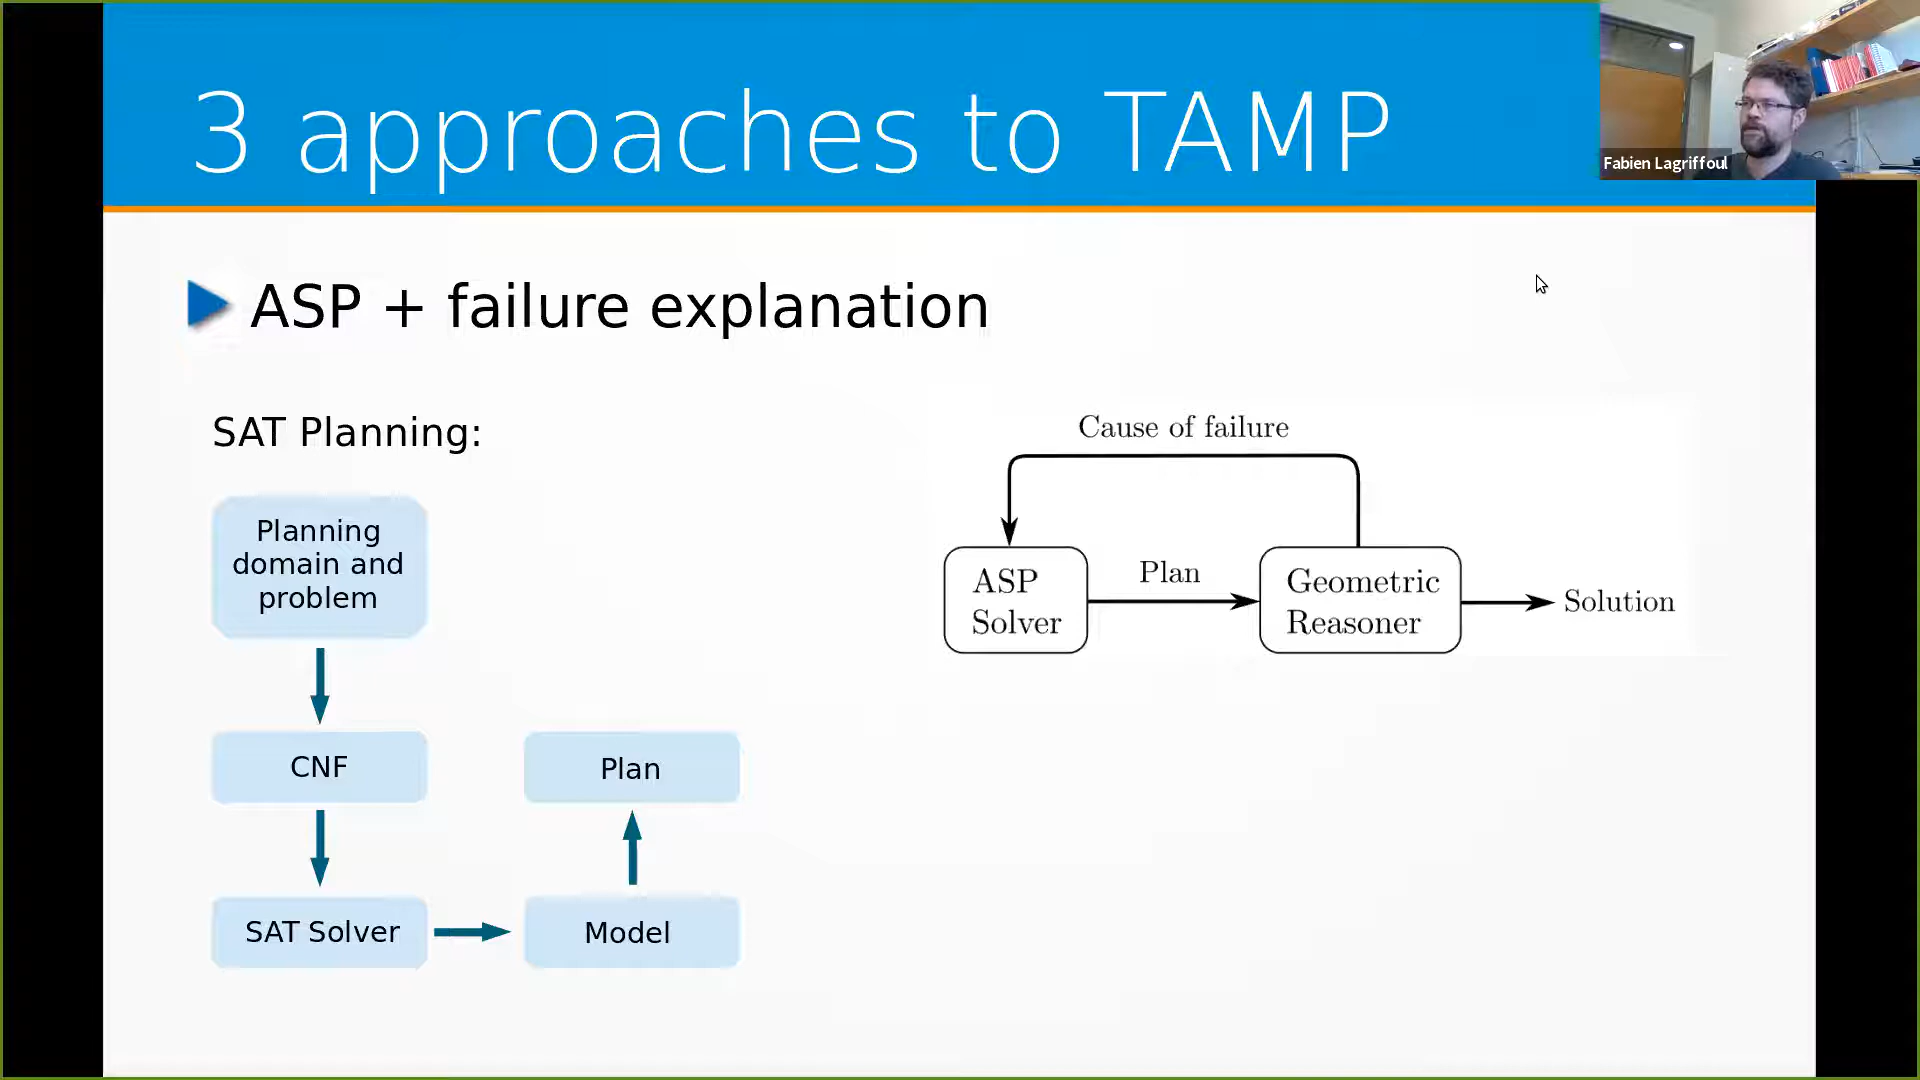 3 approaches to TAMP
Fabien Lagriffoul
ASP + failure explanation
SAT Planning:
Planning
domain and
problem
CNF
SAT Solver
Model
Plan
Cause of failure
ASP
Solver
Plan
Geometric
Reasoner
Solution